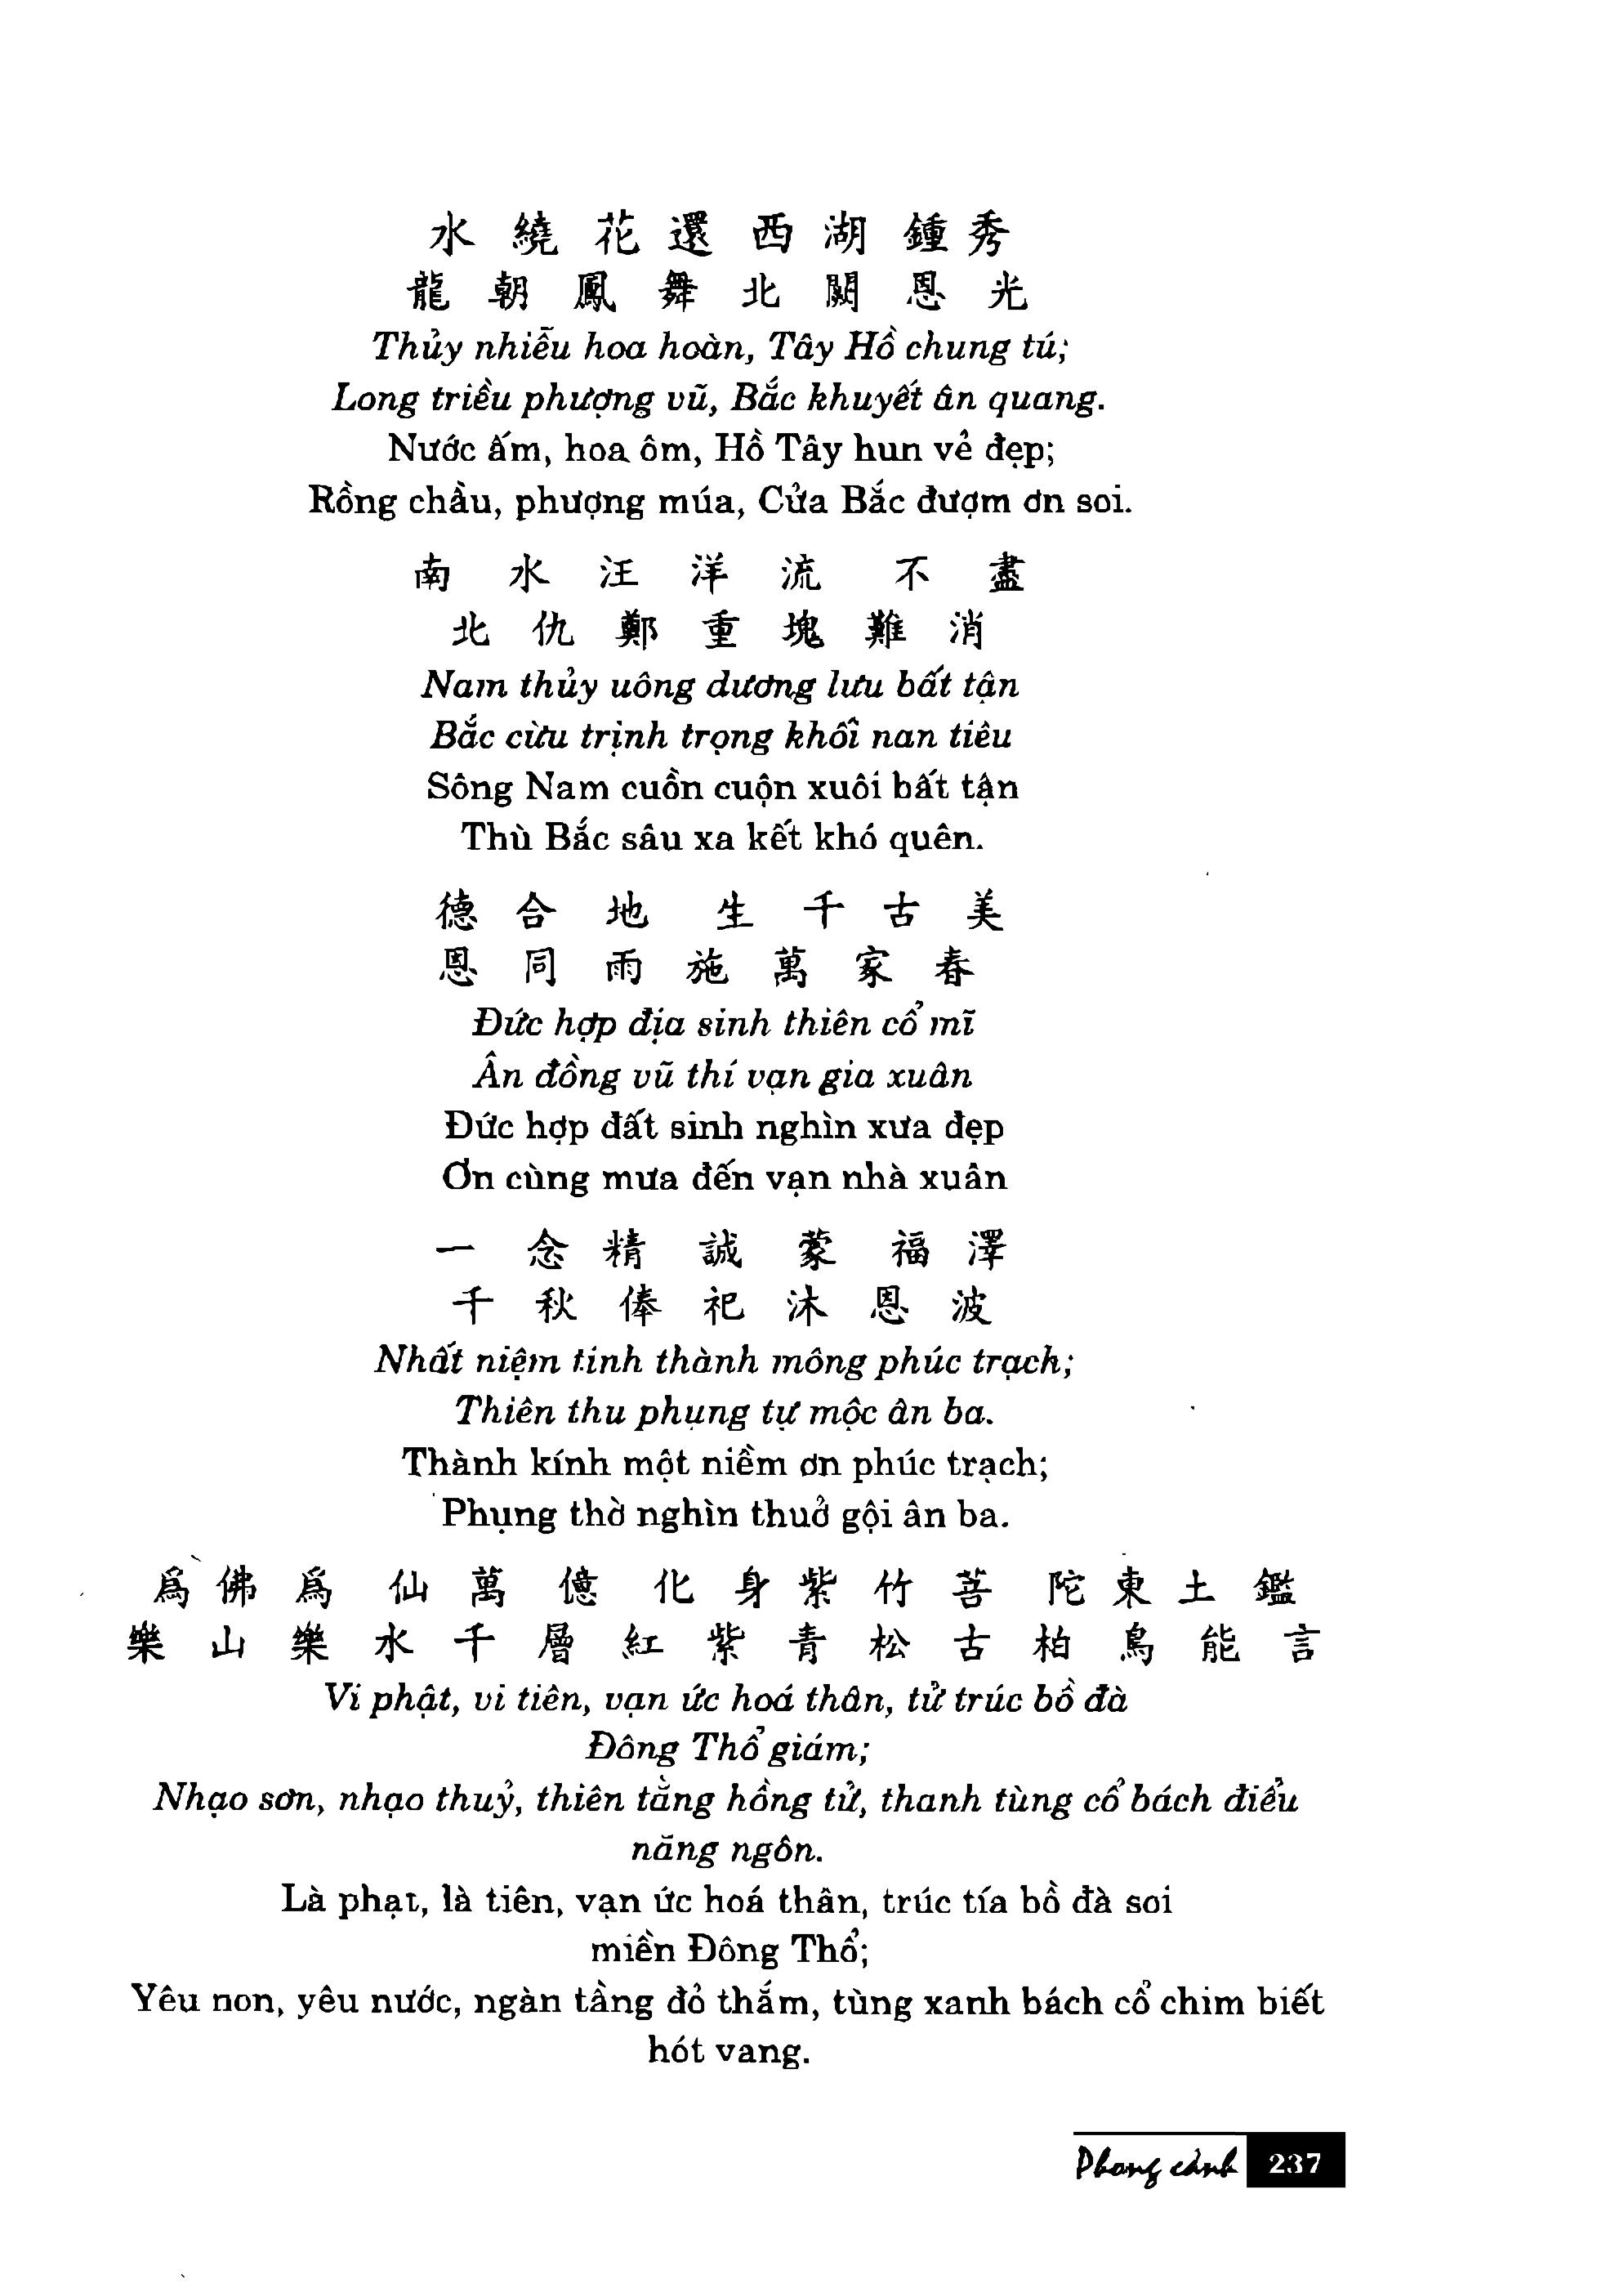 水繞花還西湖鍾秀
龍朝鳳舞北闕恩光
Thủy nhiễu hoa hoàn, Tây Hồ chung tú;
Long triều phượng vũ, Bắc khuyết ân quang.
Nước ấm, hoa ôm, Hồ Tây hun vẻ đẹp;
Rồng chầu, phượng múa, Cửa Bắc đượm ơn soi.
南水汪洋流不盡
北仇鄭重塊難消
Nam thủy uông dương lưu bất tận
Bắc cừu trịnh trọng khối nan tiêu
Sông Nam cuồn cuộn xuôi bất tận
Thù Bắc sâu xa kết khó quên.
德合地生千古美
恩同雨施萬家春
Đức hợp địa sinh thiên cổ mĩ
Ân đồng vũ thí vạn gia xuân
Đức hợp đất sinh nghìn xưa đẹp
Ơn cùng mưa đến vạn nhà xuân
一念精誠蒙福澤
千秋俸祀沐恩波
Nhất niệm tinh thành mông phúc trạch;
Thiên thu phụng tự mộc ân ba.
Thành kính một niềm ơn phúc trạch;
Phụng thờ nghìn thuở gội ân ba.
爲佛爲仙萬億化身紫竹菩陀東土鑑
樂山樂水千層紅紫青松古柏鳥能言
Vi phật, vi tiên, vạn ức hoá thân, tử trúc bồ đà
Đông Thổ giám;
Nhạo sơn, nhạo thuỷ, thiên tằng hồng tử, thanh tùng cổ bách điểu
năng ngôn.
Là phật, là tiên, vạn ức hoá thân, trúc tía bồ đà soi
miền Đông Thổ;
Yêu non, yêu nước, ngàn tầng đỏ thắm, tùng xanh bách cổ chim biết
hót vang.
Phong cảnh 237